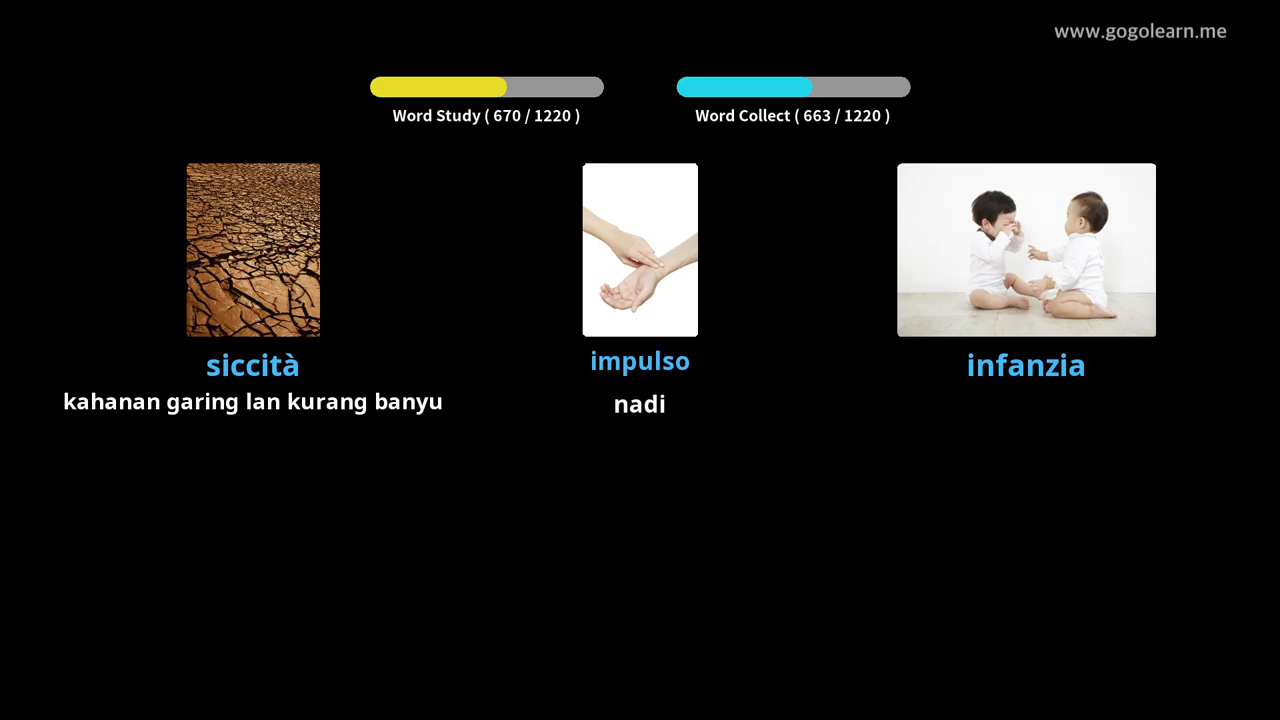 www.gogolearn.me
Word Study ( 670 / 1220 )
Word Collect ( 663 / 1220 )
siccità
impulso
infanzia
kahanan garing lan kurang banyu
nadi